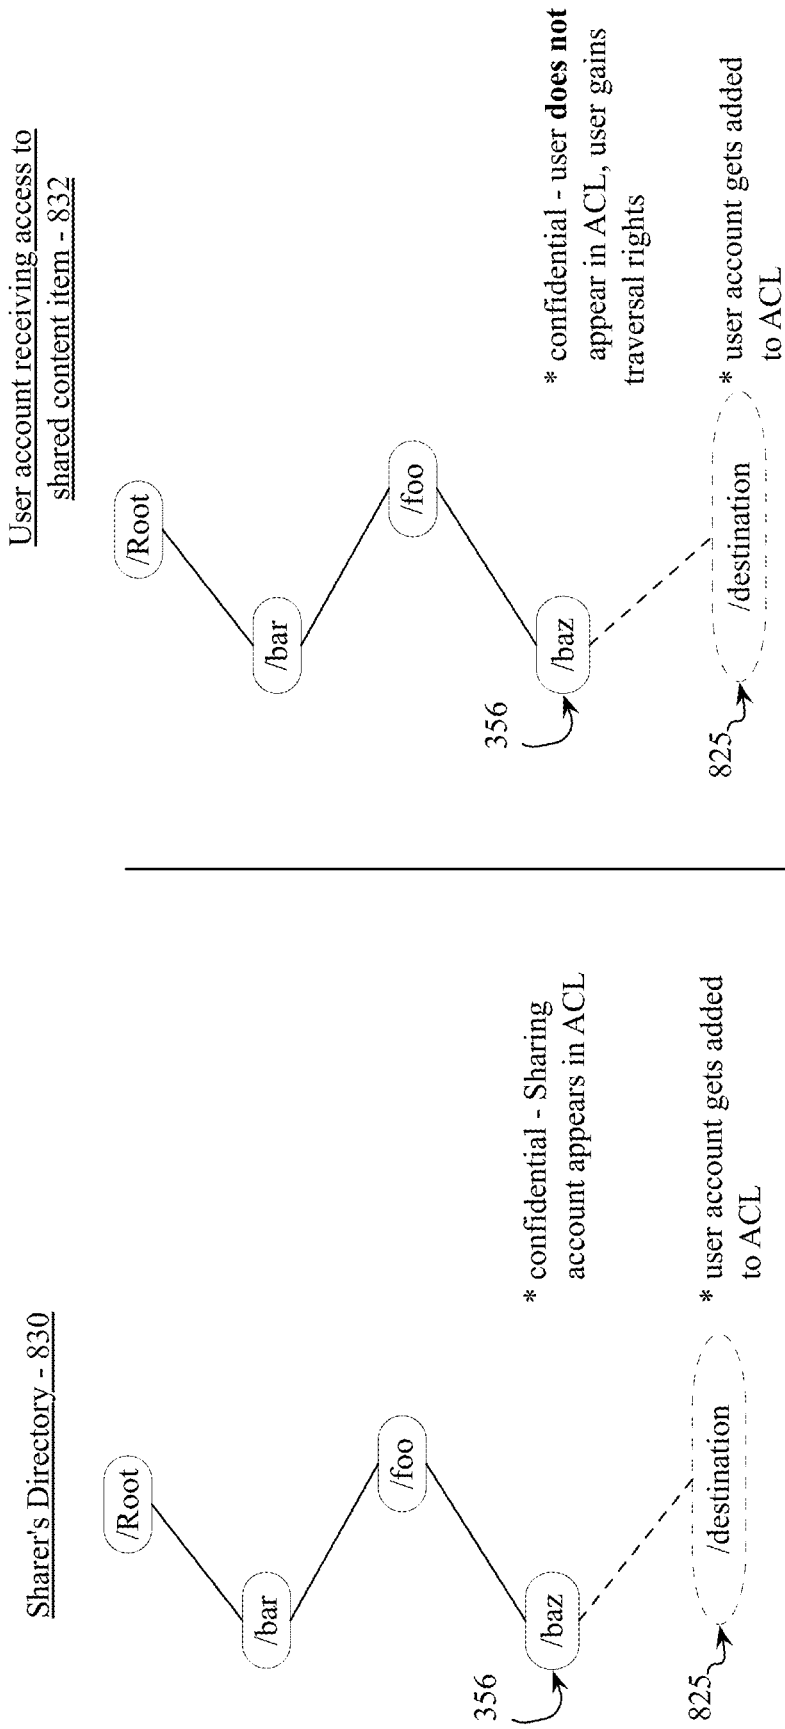 Sharer's Directory - 830
/Root
/bar
/foo
/baz
356
* confidential - Sharing
account appears in ACL
/destination
825
* user account gets added
to ACL
User account receiving access to
shared content item - 832
/Root
/bar
/foo
/baz
356
* confidential - user does not
appear in ACL, user gains
traversal rights
/destination
825
* user account gets added
to ACL